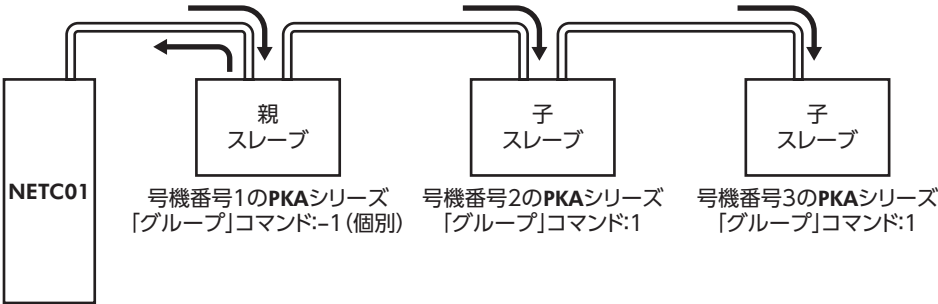 NETC01
親
スレーブ
号機番号1のPKAシリーズ
「グループ」コマンド:–1(個別)
子
スレーブ
号機番号2のPKAシリーズ
「グループ」コマンド:1
子
スレーブ
号機番号3のPKAシリーズ
「グループ」コマンド:1